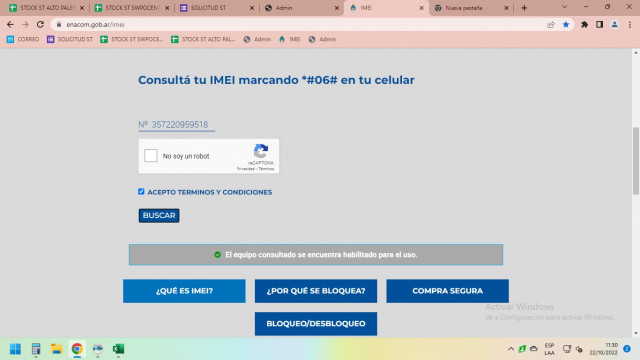 STOCK ST ALTO PALER
STOCK ST SWPOCENT
SOLICITUD ST
Admin
IMEI
Nueva pestaña
enacom.gob.ar/imei
CORREO
SOLICITUD ST
STOCK ST SWPOCE...
STOCK ST ALTO PAL...
Admin
IMEI
Admin
Consultá tu IMEI marcando *#06# en tu celular
Nº 357220959518
No soy un robot
reCAPTCHA
Privacidad - Términos
ACEPTO TERMINOS Y CONDICIONES
BUSCAR
El equipo consultado se encuentra habilitado para el uso.
¿QUÉ ES IMEI?
¿POR QUÉ SE BLOQUEA?
COMPRA SEGURA
BLOQUEO/DESBLOQUEO
Activar Windows
Ve a Configuración para activar Windows.
ESP
LAA
11:30
22/10/2022